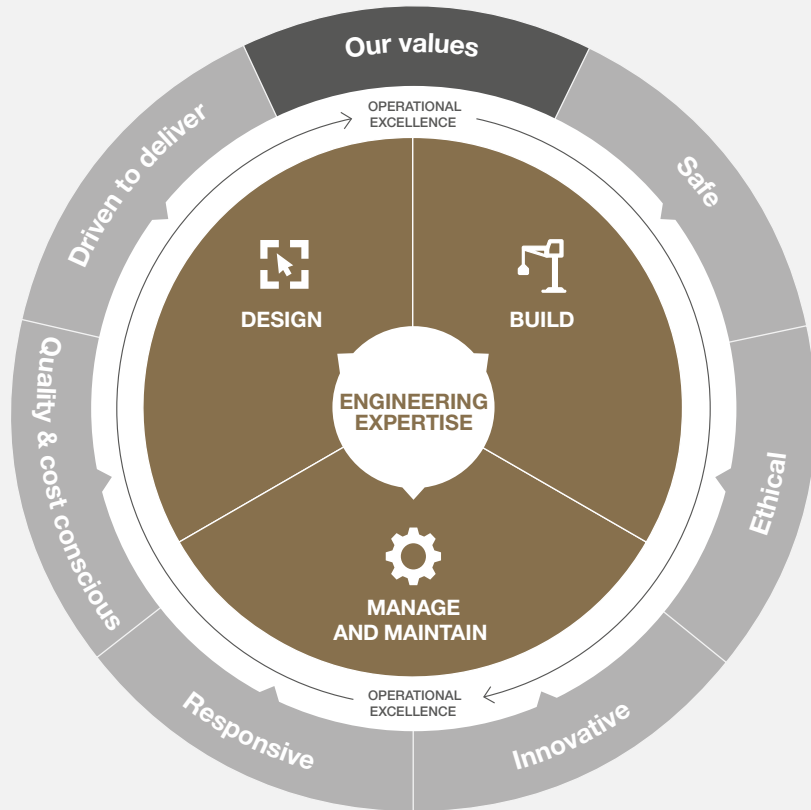 Our values
OPERATIONAL
EXCELLENCE
Driven to deliver
Safe
DESIGN
BUILD
ENGINEERING
EXPERTISE
Quality & cost conscious
Ethical
MANAGE
AND MAINTAIN
OPERATIONAL
EXCELLENCE
Responsive
Innovative